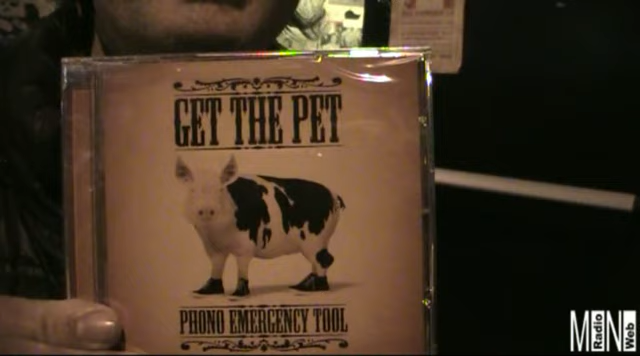 GET THE PET
PHONO EMERGENCY TOOL
MN
Radio
Web